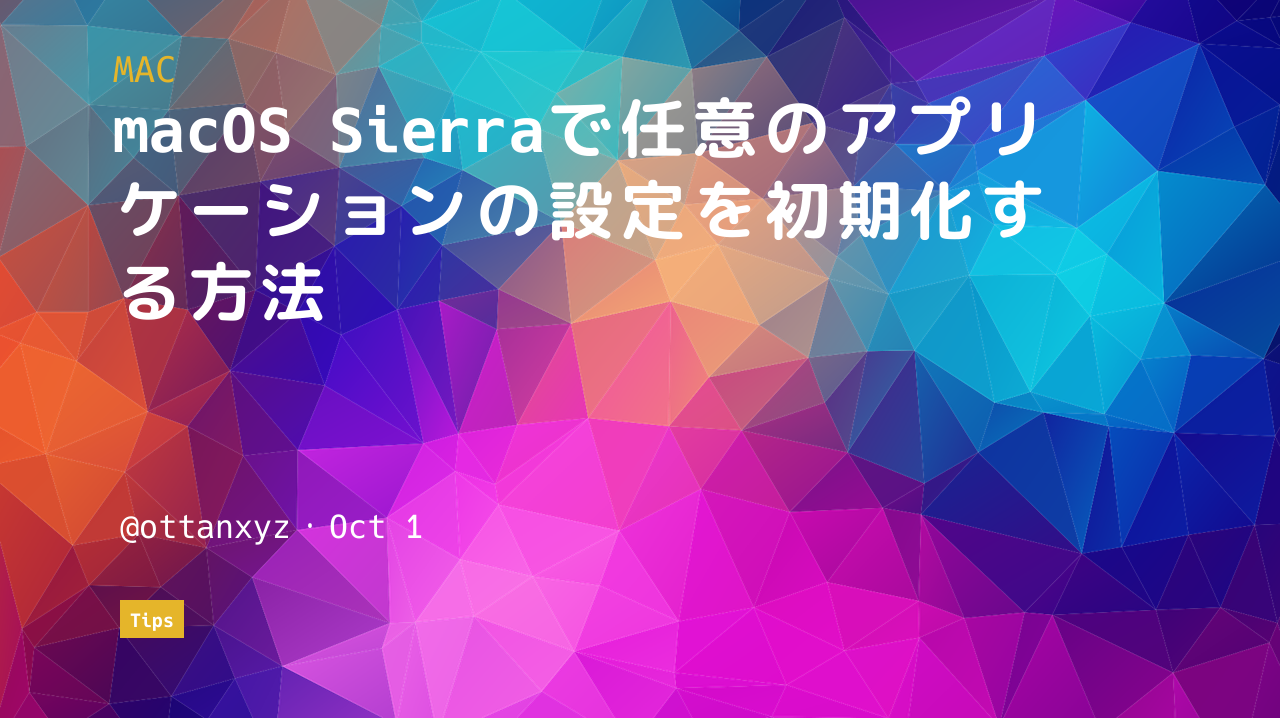 MAC
macOS Sierraで任意のアプリ
ケーションの設定を初期化す
る方法
@ottanxyz・Oct 1
Tips